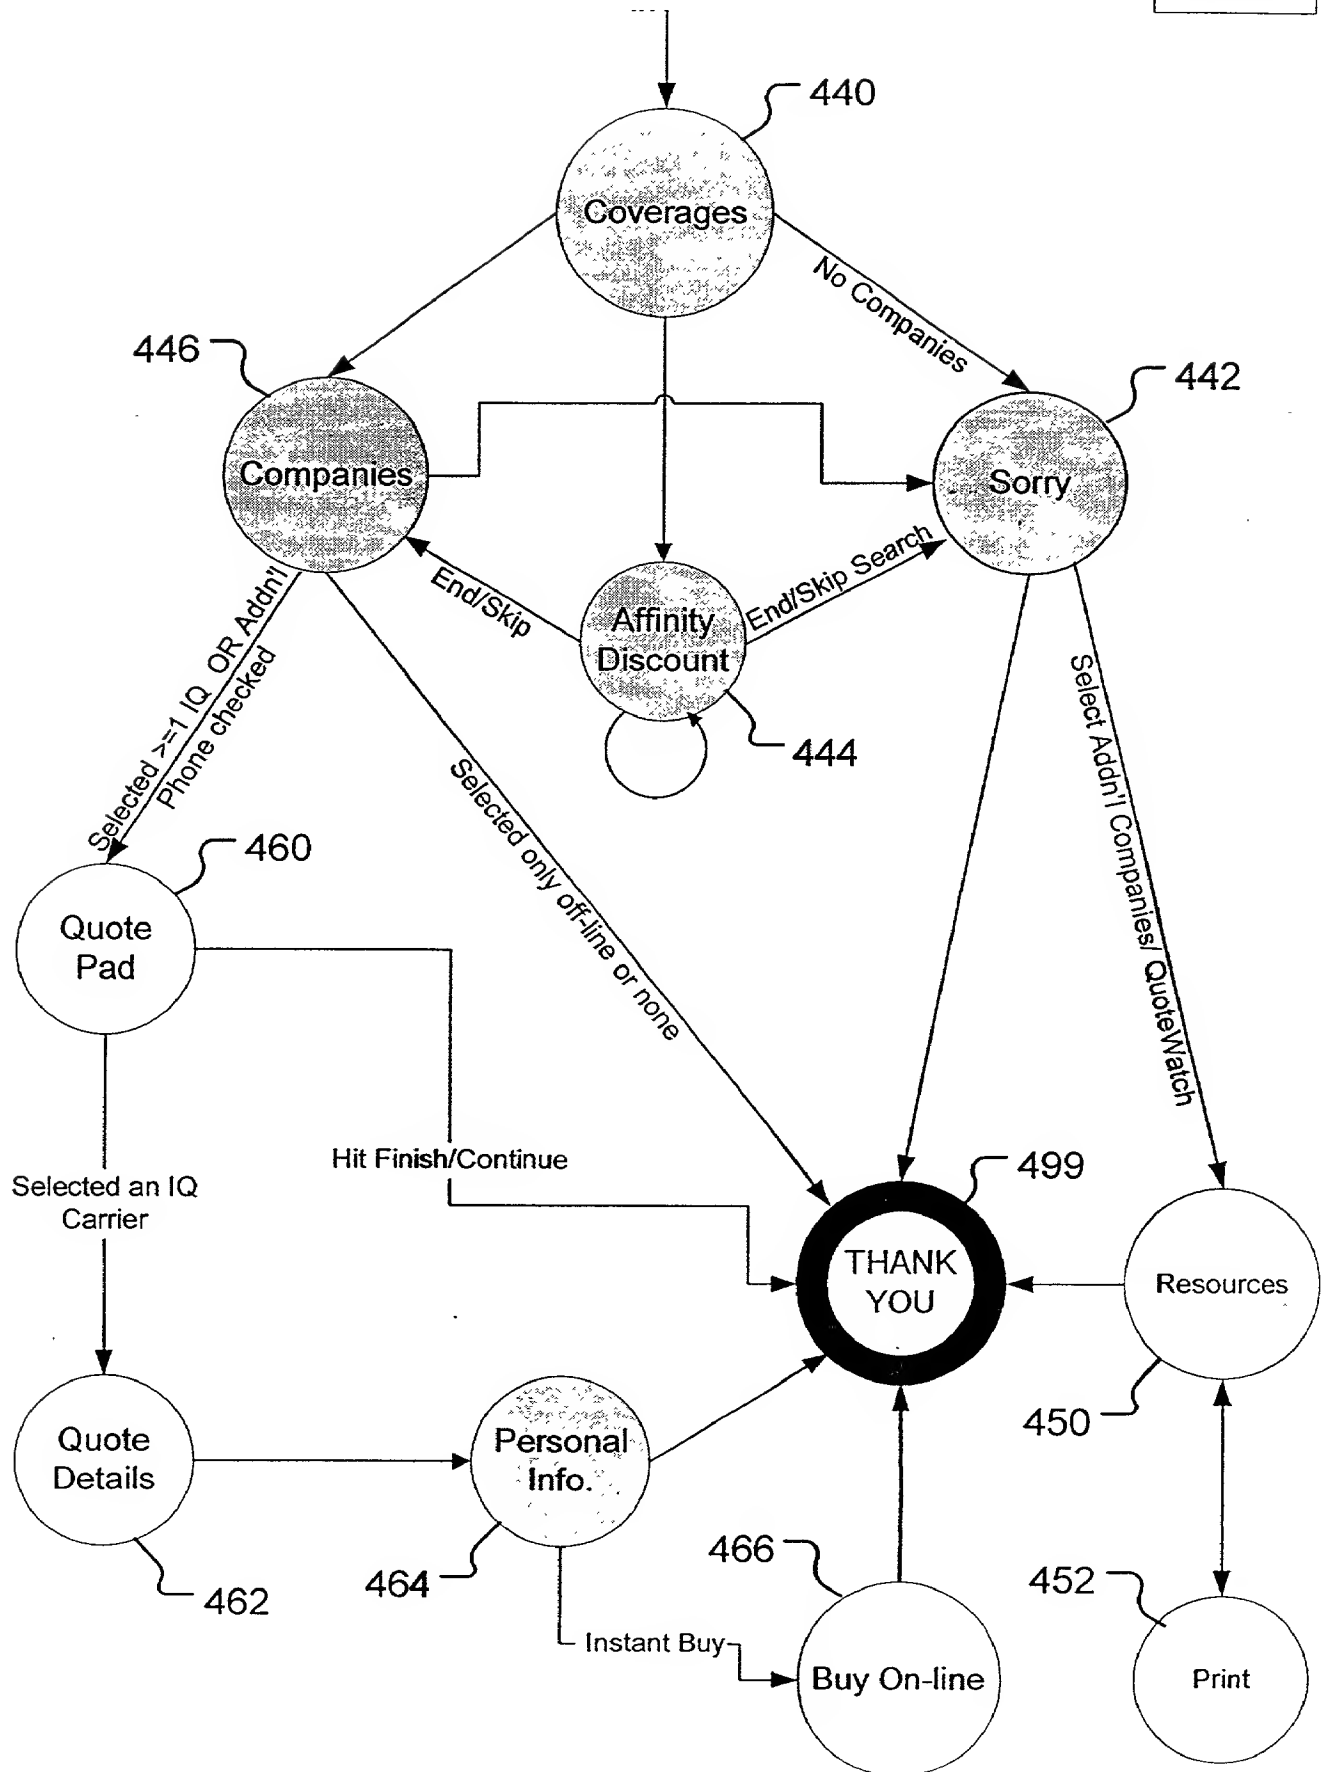 440
Coverages
No Companies
446
442
Companies
Sorry
End/Skip
End/Skip Search
Affinity
Discount
444
Selected >=1 IQ OR Addn'l
Phone checked
Selected only off-line or none
Select Addn'l Companies/ QuoteWatch
460
Quote
Pad
Hit Finish/Continue
Selected an IQ
Carrier
499
THANK
YOU
Resources
450
Quote
Details
Personal
Info.
462
464
466
452
Instant Buy
Buy On-line
Print